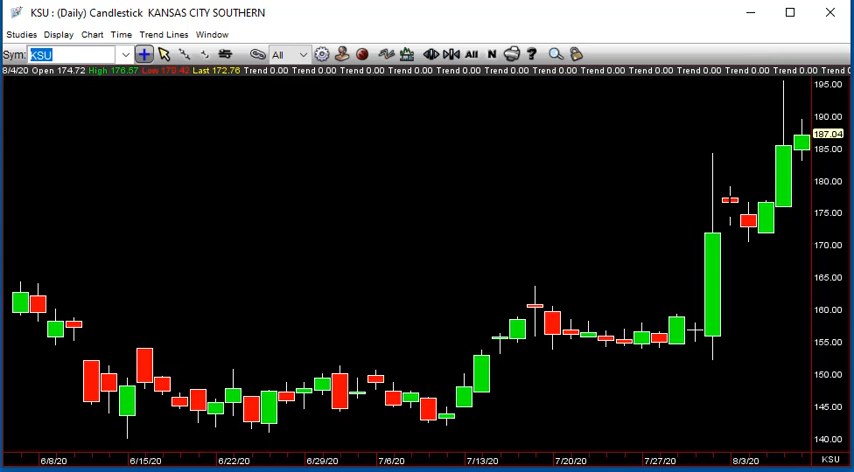 KSU : (Daily) Candlestick KANSAS CITY SOUTHERN
Studies Display Chart Time Trend Lines Window
Sym: KSU All All N ?
8/4/20 Open 174.72 High 176.57 Low 170.42 Last 172.76 Trend 0.00 Trend 0.00 Trend 0.00 Trend 0.00 Trend 0.00 Trend 0.00 Trend 0.00 Trend 0.00 Trend 0
195.00
190.00
187.04
185.00
180.00
175.00
170.00
165.00
160.00
155.00
150.00
145.00
140.00
6/8/20 6/15/20 6/22/20 6/29/20 7/6/20 7/13/20 7/20/20 7/27/20 8/3/20 KSU